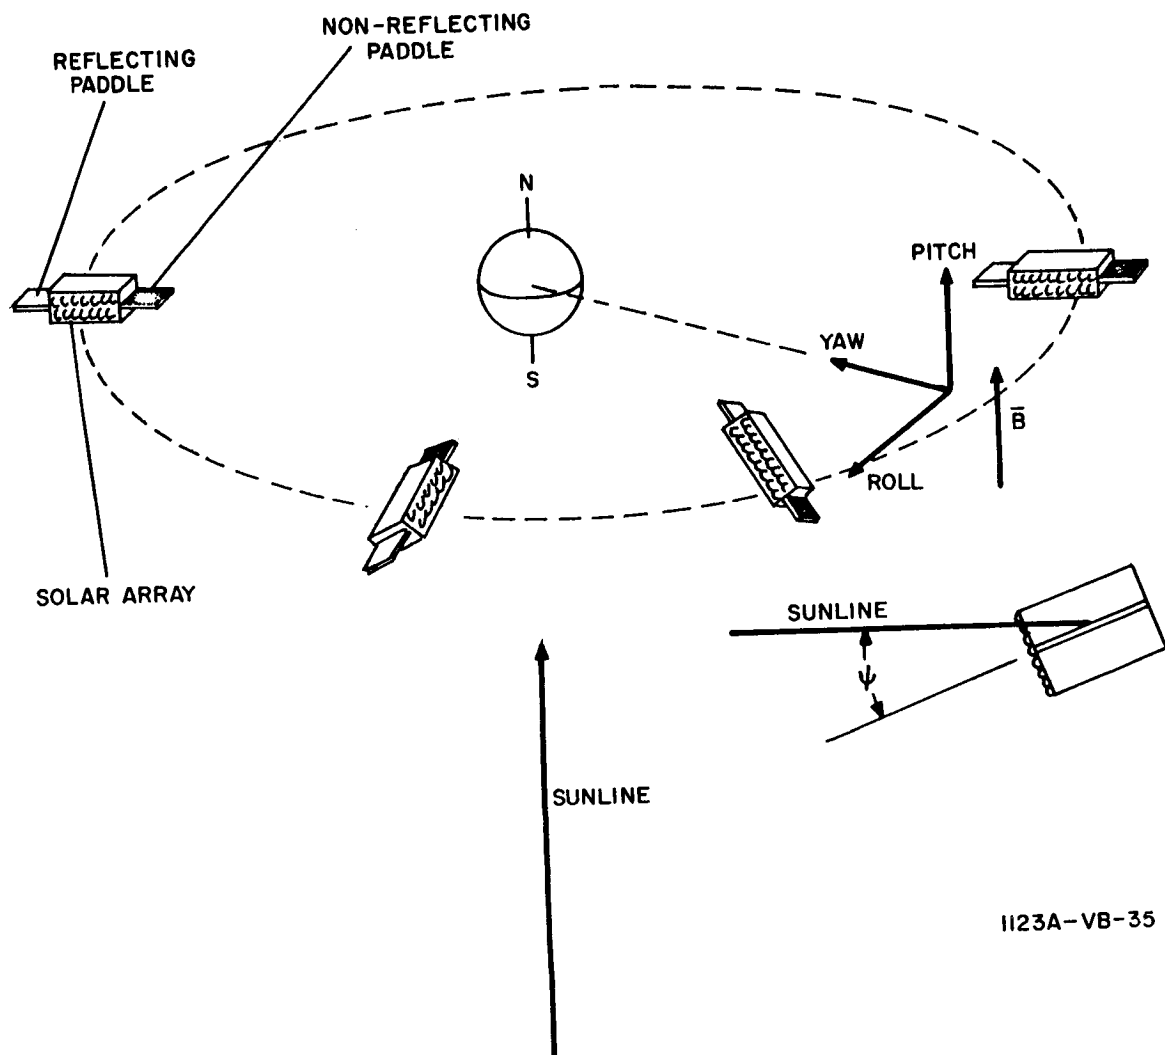 NON-REFLECTING
PADDLE
REFLECTING
PADDLE
N
PITCH
YAW
S
B̅
ROLL
SOLAR ARRAY
SUNLINE
ψ
SUNLINE
1123A-VB-35